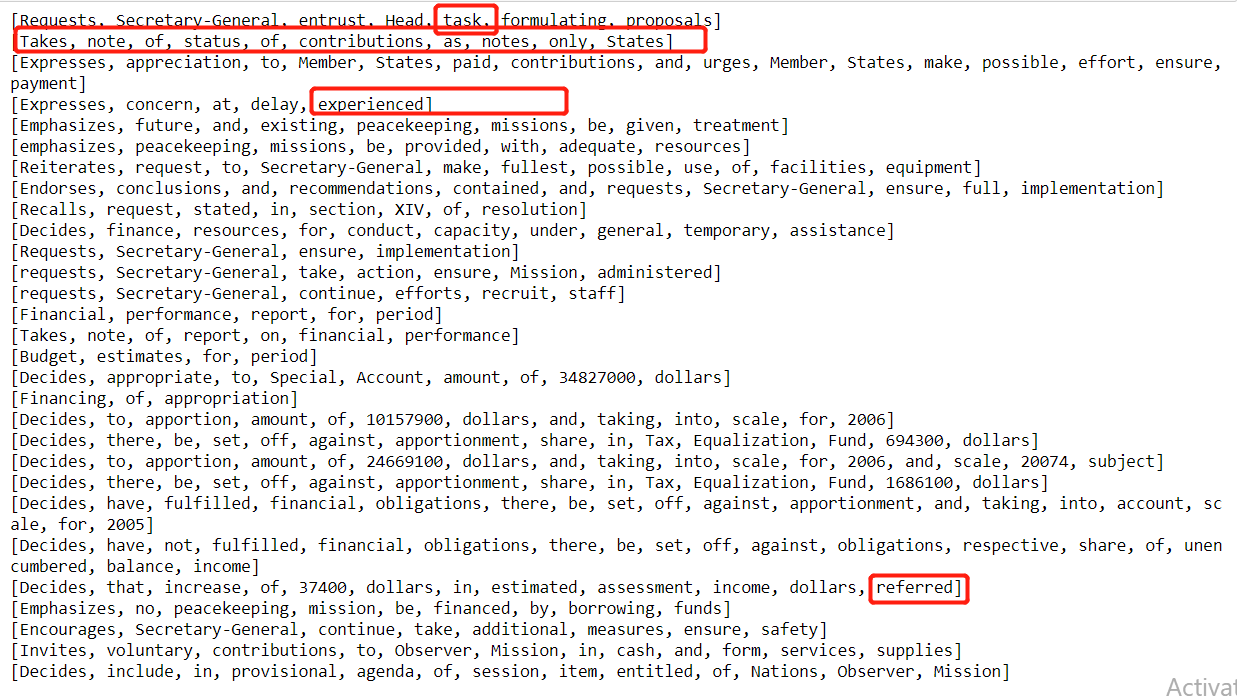 [Requests, Secretary-General, entrust, Head, task, formulating, proposals]
[Takes, note, of, status, of, contributions, as, notes, only, States]
[Expresses, appreciation, to, Member, States, paid, contributions, and, urges, Member, States, make, possible, effort, ensure,
payment]
[Expresses, concern, at, delay, experienced]
[Emphasizes, future, and, existing, peacekeeping, missions, be, given, treatment]
[emphasizes, peacekeeping, missions, be, provided, with, adequate, resources]
[Reiterates, request, to, Secretary-General, make, fullest, possible, use, of, facilities, equipment]
[Endorses, conclusions, and, recommendations, contained, and, requests, Secretary-General, ensure, full, implementation]
[Recalls, request, stated, in, section, XIV, of, resolution]
[Decides, finance, resources, for, conduct, capacity, under, general, temporary, assistance]
[Requests, Secretary-General, ensure, implementation]
[requests, Secretary-General, take, action, ensure, Mission, administered]
[requests, Secretary-General, continue, efforts, recruit, staff]
[Financial, performance, report, for, period]
[Takes, note, of, report, on, financial, performance]
[Budget, estimates, for, period]
[Decides, appropriate, to, Special, Account, amount, of, 34827000, dollars]
[Financing, of, appropriation]
[Decides, to, apportion, amount, of, 10157900, dollars, and, taking, into, scale, for, 2006]
[Decides, there, be, set, off, against, apportionment, share, in, Tax, Equalization, Fund, 694300, dollars]
[Decides, to, apportion, amount, of, 24669100, dollars, and, taking, into, scale, for, 2006, and, scale, 20074, subject]
[Decides, there, be, set, off, against, apportionment, share, in, Tax, Equalization, Fund, 1686100, dollars]
[Decides, have, fulfilled, financial, obligations, there, be, set, off, against, apportionment, and, taking, into, account, sc
ale, for, 2005]
[Decides, have, not, fulfilled, financial, obligations, there, be, set, off, against, obligations, respective, share, of, unen
cumbered, balance, income]
[Decides, that, increase, of, 37400, dollars, in, estimated, assessment, income, dollars, referred]
[Emphasizes, no, peacekeeping, mission, be, financed, by, borrowing, funds]
[Encourages, Secretary-General, continue, take, additional, measures, ensure, safety]
[Invites, voluntary, contributions, to, Observer, Mission, in, cash, and, form, services, supplies]
[Decides, include, in, provisional, agenda, of, session, item, entitled, of, Nations, Observer, Mission]
Activat